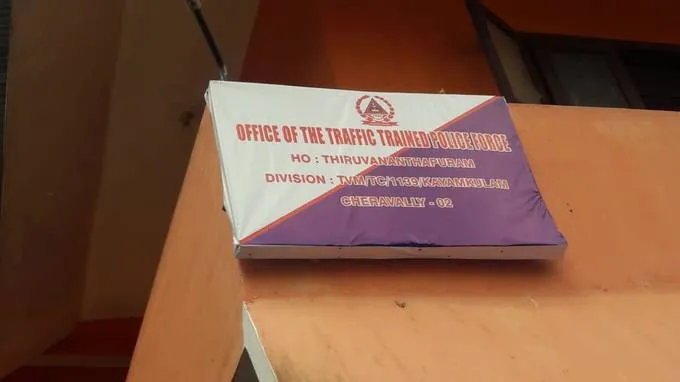 OFFICE OF THE TRAFFIC TRAINED POLICE FORCE
HO : THIRUVANANTHAPURAM
DIVISION : TVM/TC/1139/KAYAMKULAM
CHERAVALLY - 02